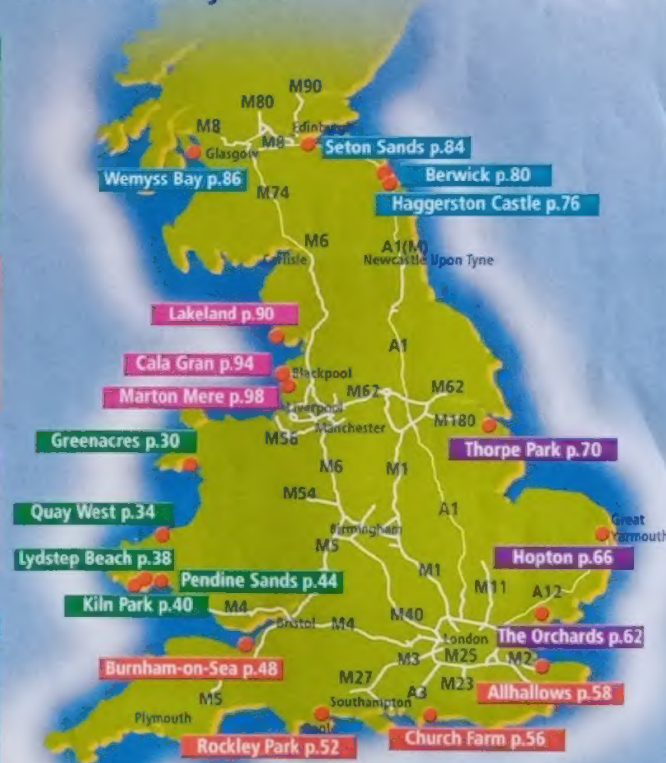 M90
M80
M8
Edinburgh
M8
Glasgow
Seton Sands p.84
Wemyss Bay p.86
Berwick p.80
M74
Haggerston Castle p.76
M6
A1(M)
Carlisle
Newcastle Upon Tyne
Lakeland p.90
A1
Cala Gran p.94
Blackpool
Marton Mere p.98
M62
M62
Liverpool
M180
Manchester
M56
Greenacres p.30
Thorpe Park p.70
M6
M1
M54
A1
Quay West p.34
Great
Yarmouth
Birmingham
M5
Hopton p.66
Lydstep Beach p.38
M1
Pendine Sands p.44
M11
A12
Kiln Park p.40
M4
M40
Bristol
M4
London
The Orchards p.62
M3
M25
M2
Burnham-on-Sea p.48
M27
M23
A3
Allhallows p.58
M5
Southampton
Plymouth
Poole
Rockley Park p.52
Church Farm p.56